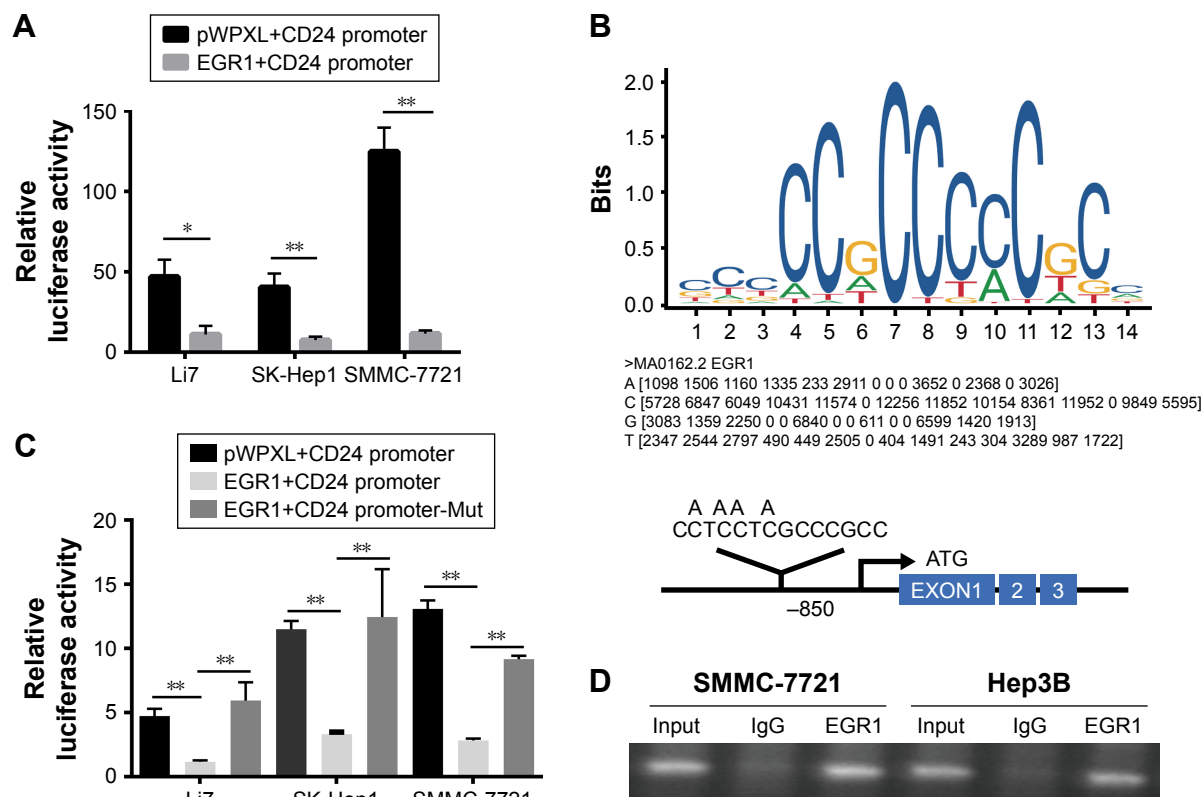 A
pWPXL+CD24 promoter
EGR1+CD24 promoter
Relative
luciferase activity
150
100
50
0
*
**
**
Li7
SK-Hep1
SMMC-7721
B
Bits
2.0
1.5
1.0
0.5
0.0
1 2 3 4 5 6 7 8 9 10 11 12 13 14
>MA0162.2 EGR1
A [1098 1506 1160 1335 233 2911 0 0 0 3652 0 2368 0 3026]
C [5728 6847 6049 10431 11574 0 12256 11852 10154 8361 11952 0 9849 5595]
G [3083 1359 2250 0 0 6840 0 0 611 0 0 6599 1420 1913]
T [2347 2544 2797 490 449 2505 0 404 1491 243 304 3289 987 1722]
A AA A
CCTCCTCGCCCGCC
ATG
EXON1 2 3
–850
C
pWPXL+CD24 promoter
EGR1+CD24 promoter
EGR1+CD24 promoter-Mut
Relative
luciferase activity
20
15
10
5
0
**
**
**
**
**
**
Li7
SK-Hep1
SMMC-7721
D
SMMC-7721
Hep3B
Input IgG EGR1 Input IgG EGR1